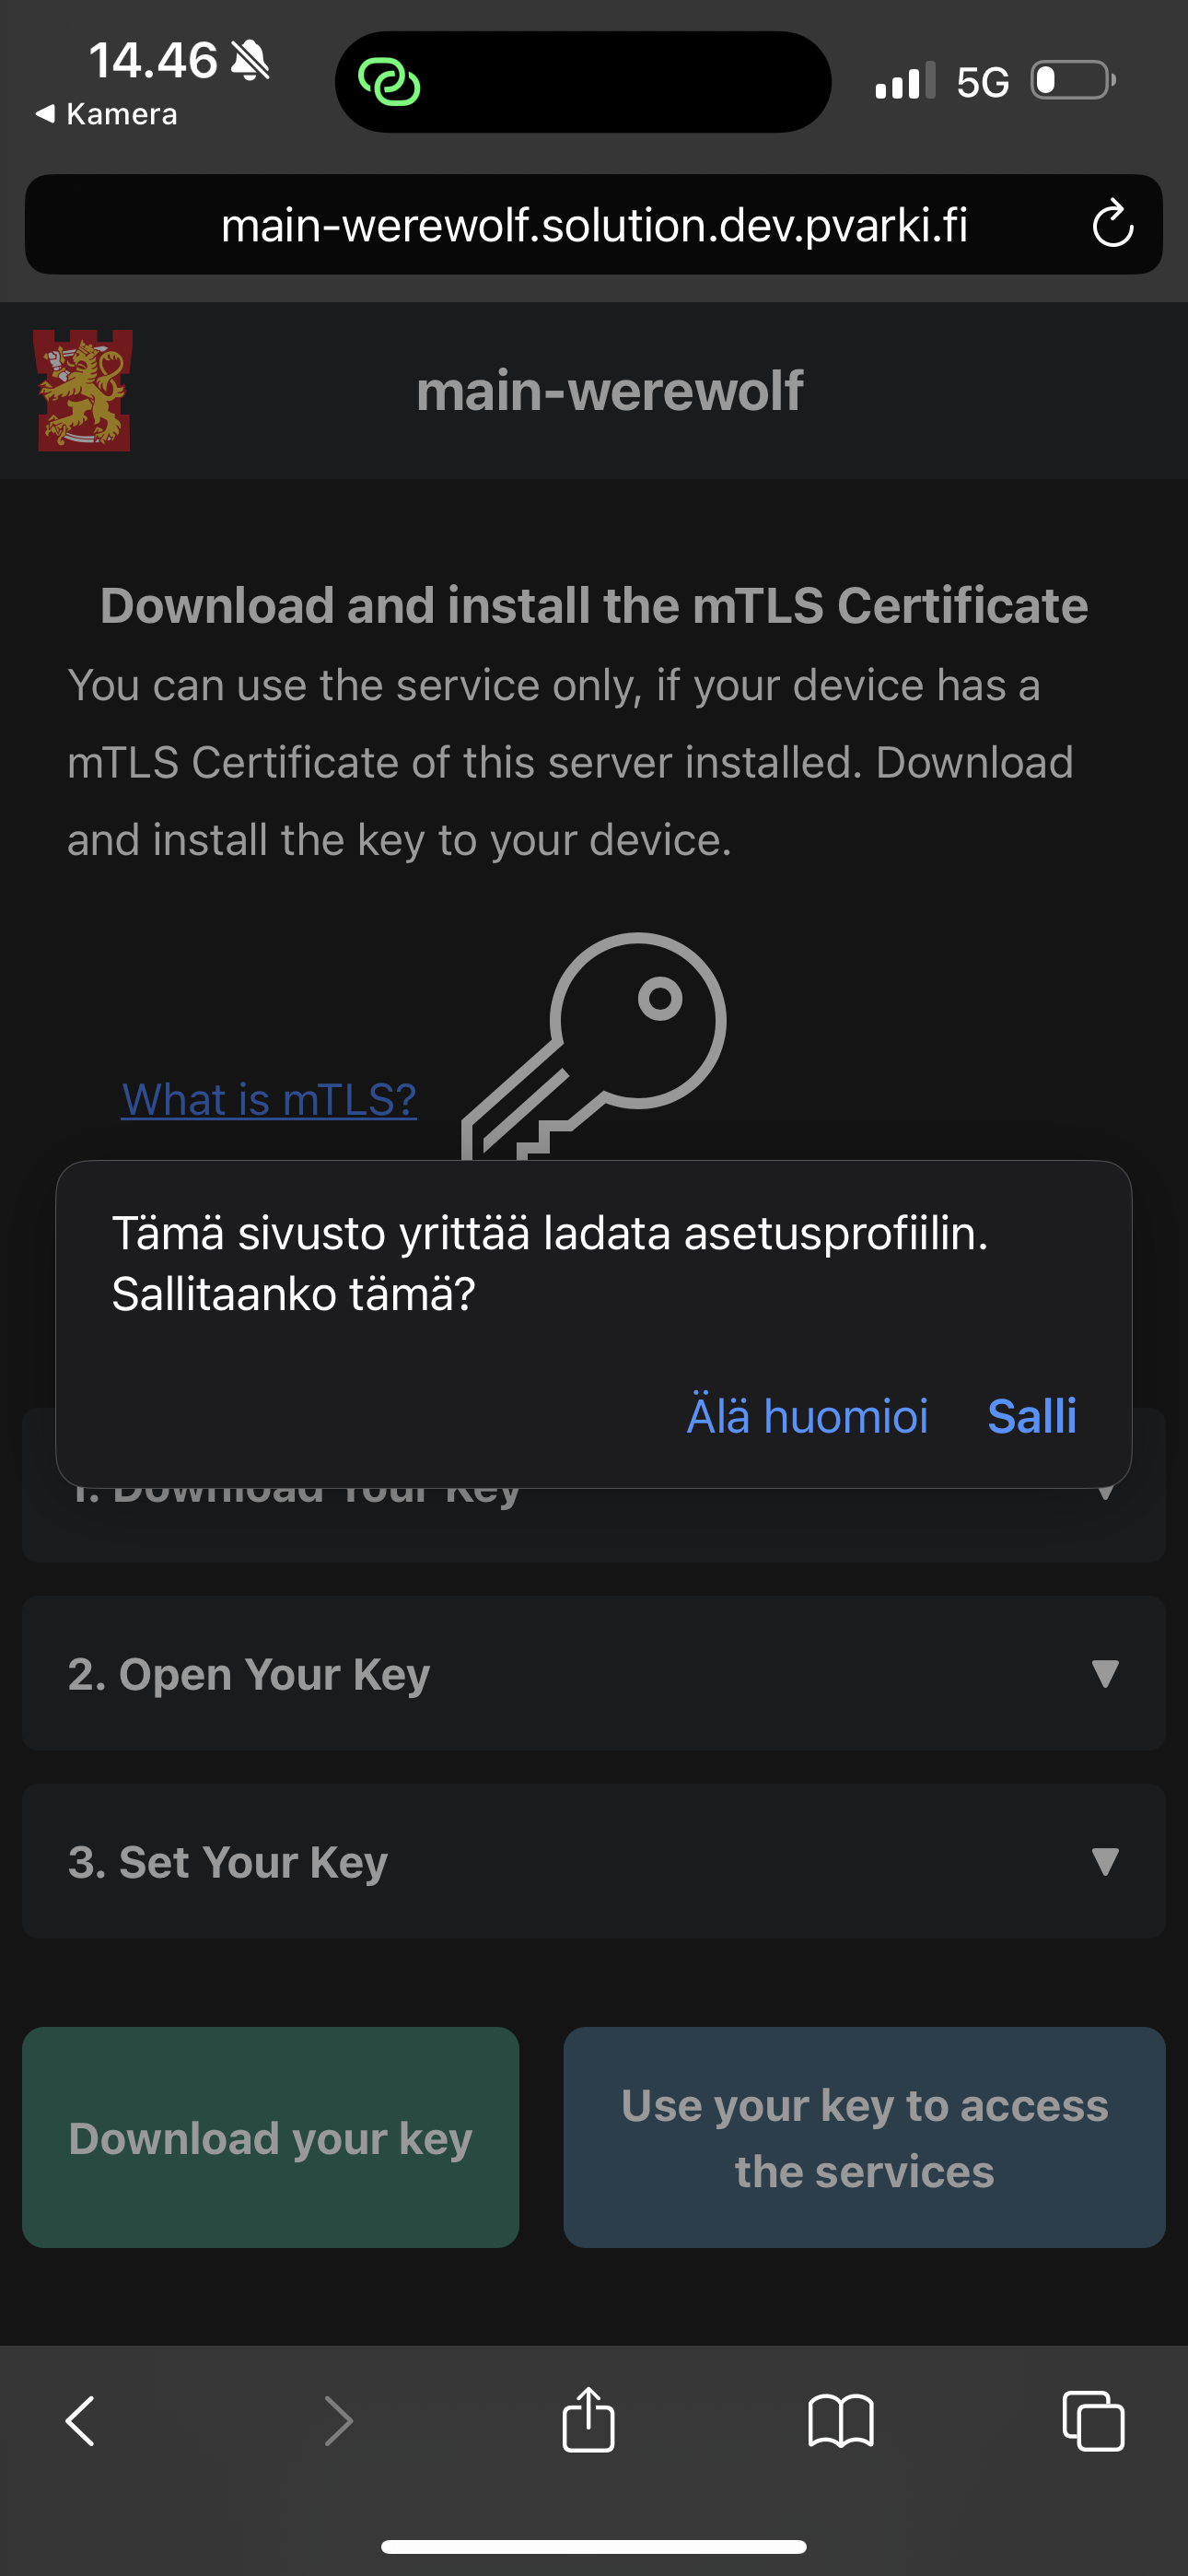 14.46
5G
Kamera
main-werewolf.solution.dev.pvarki.fi
main-werewolf
Download and install the mTLS Certificate
You can use the service only, if your device has a
mTLS Certificate of this server installed. Download
and install the key to your device.
What is mTLS?
Tämä sivusto yrittää ladata asetusprofiilin.
Sallitaanko tämä?
Älä huomioi Salli
1. Download Your Key
2. Open Your Key
3. Set Your Key
Download your key
Use your key to access
the services